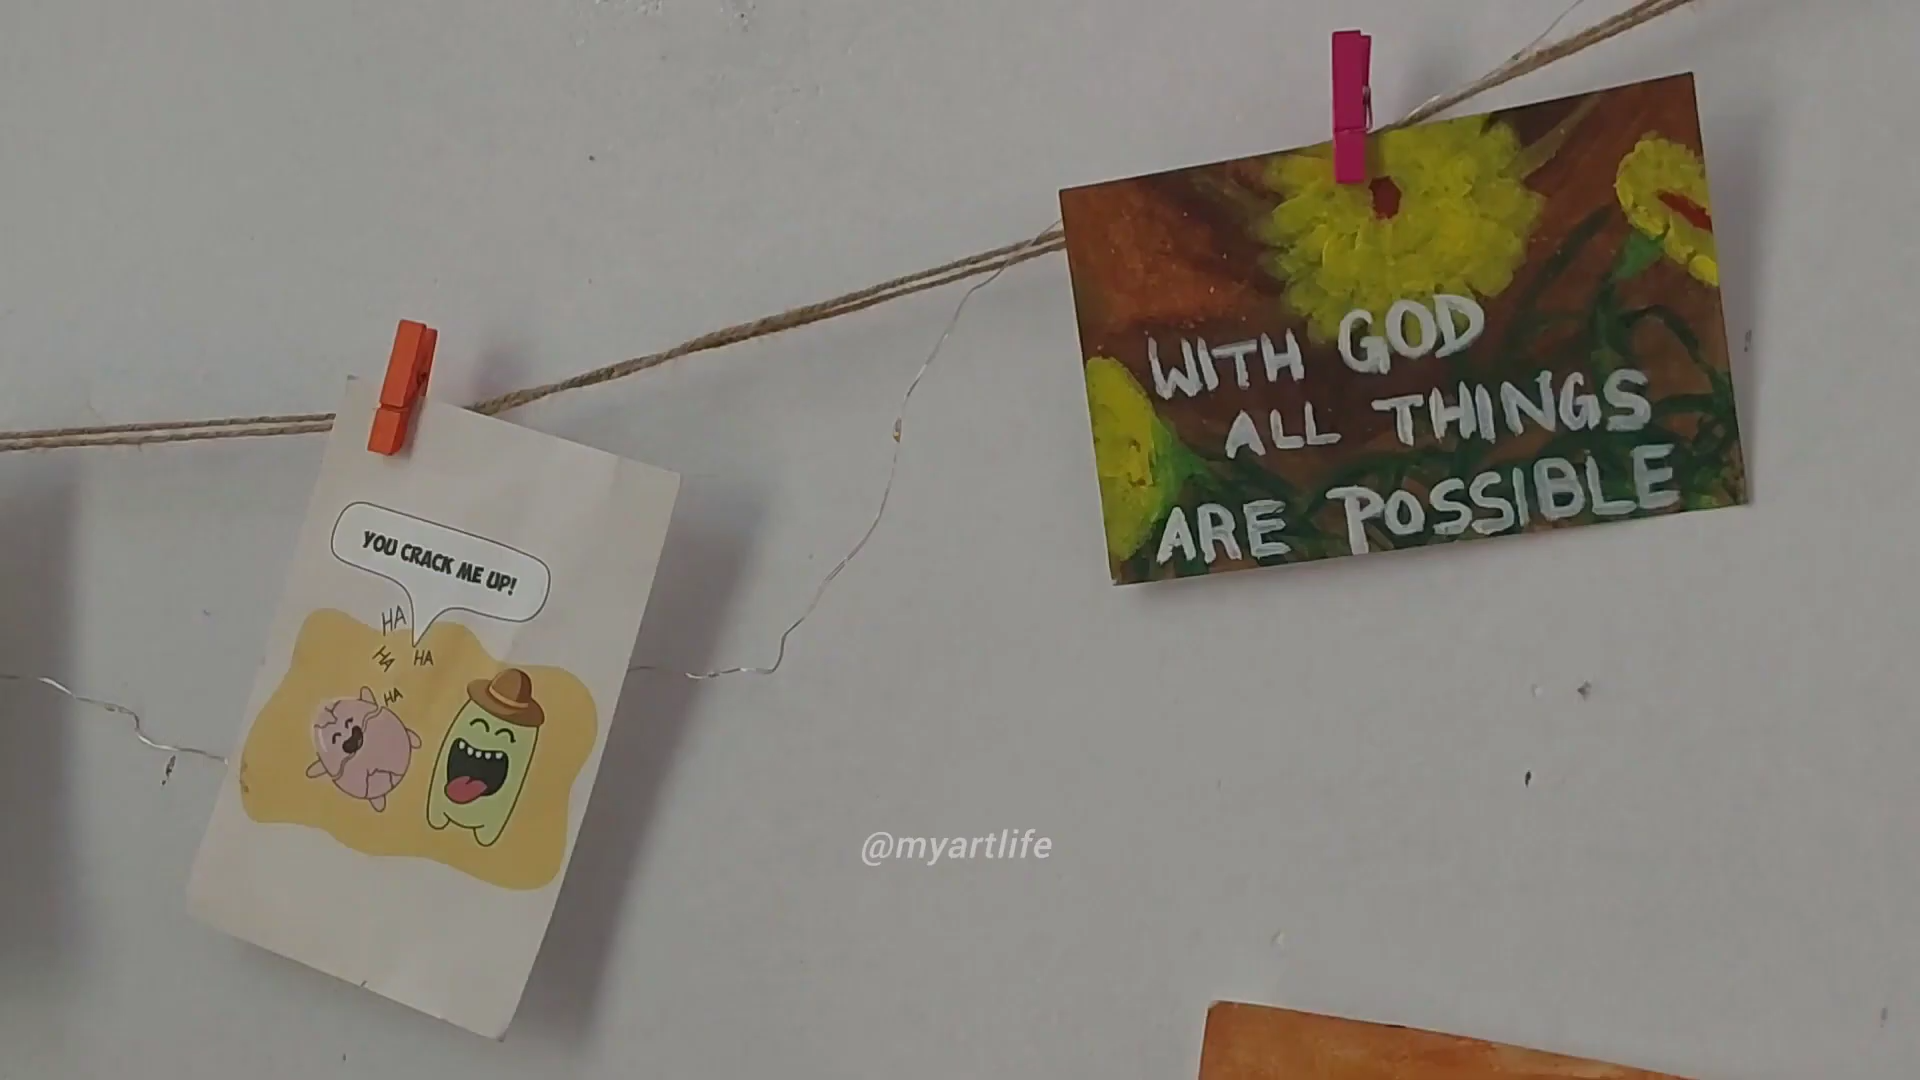 YOU CRACK ME UP!
HA
HA
HA
HA
WITH GOD
ALL THINGS
ARE POSSIBLE
@myartlife